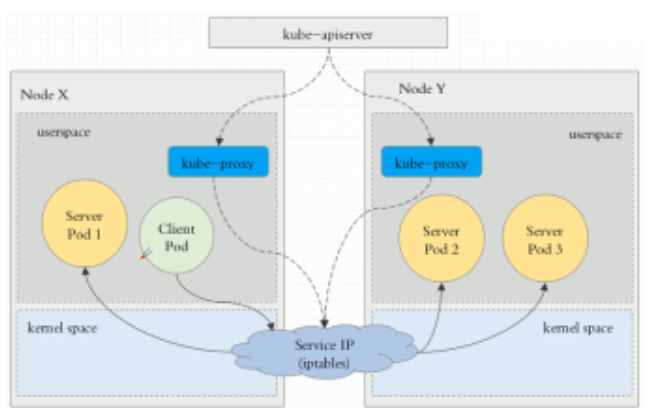 kube-apiserver
Node X
Node Y
userspace
userspace
kube-proxy
kube-proxy
Server
Pod 1
Client
Pod
Server
Pod 2
Server
Pod 3
kernel space
kernel space
Service IP
(iptables)